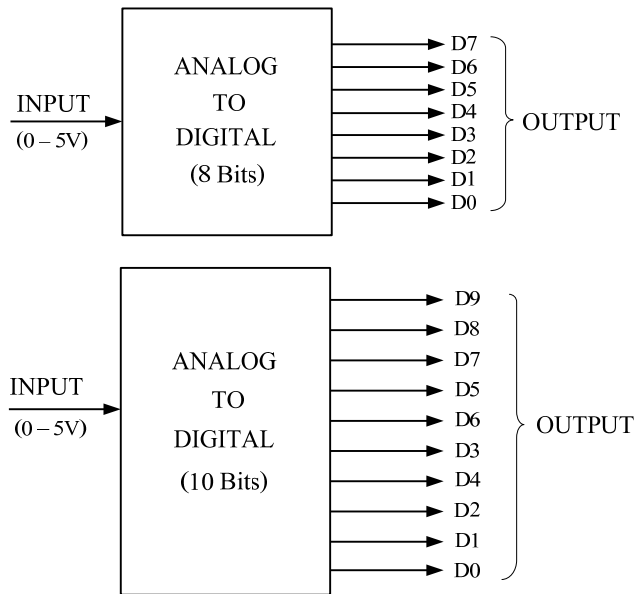 ANALOG
TO
DIGITAL
(8 Bits)
INPUT
(0 – 5V)
D7
D6
D5
D4
D3
D2
D1
D0
OUTPUT
ANALOG
TO
DIGITAL
(10 Bits)
INPUT
(0 – 5V)
D9
D8
D7
D5
D6
D3
D4
D2
D1
D0
OUTPUT